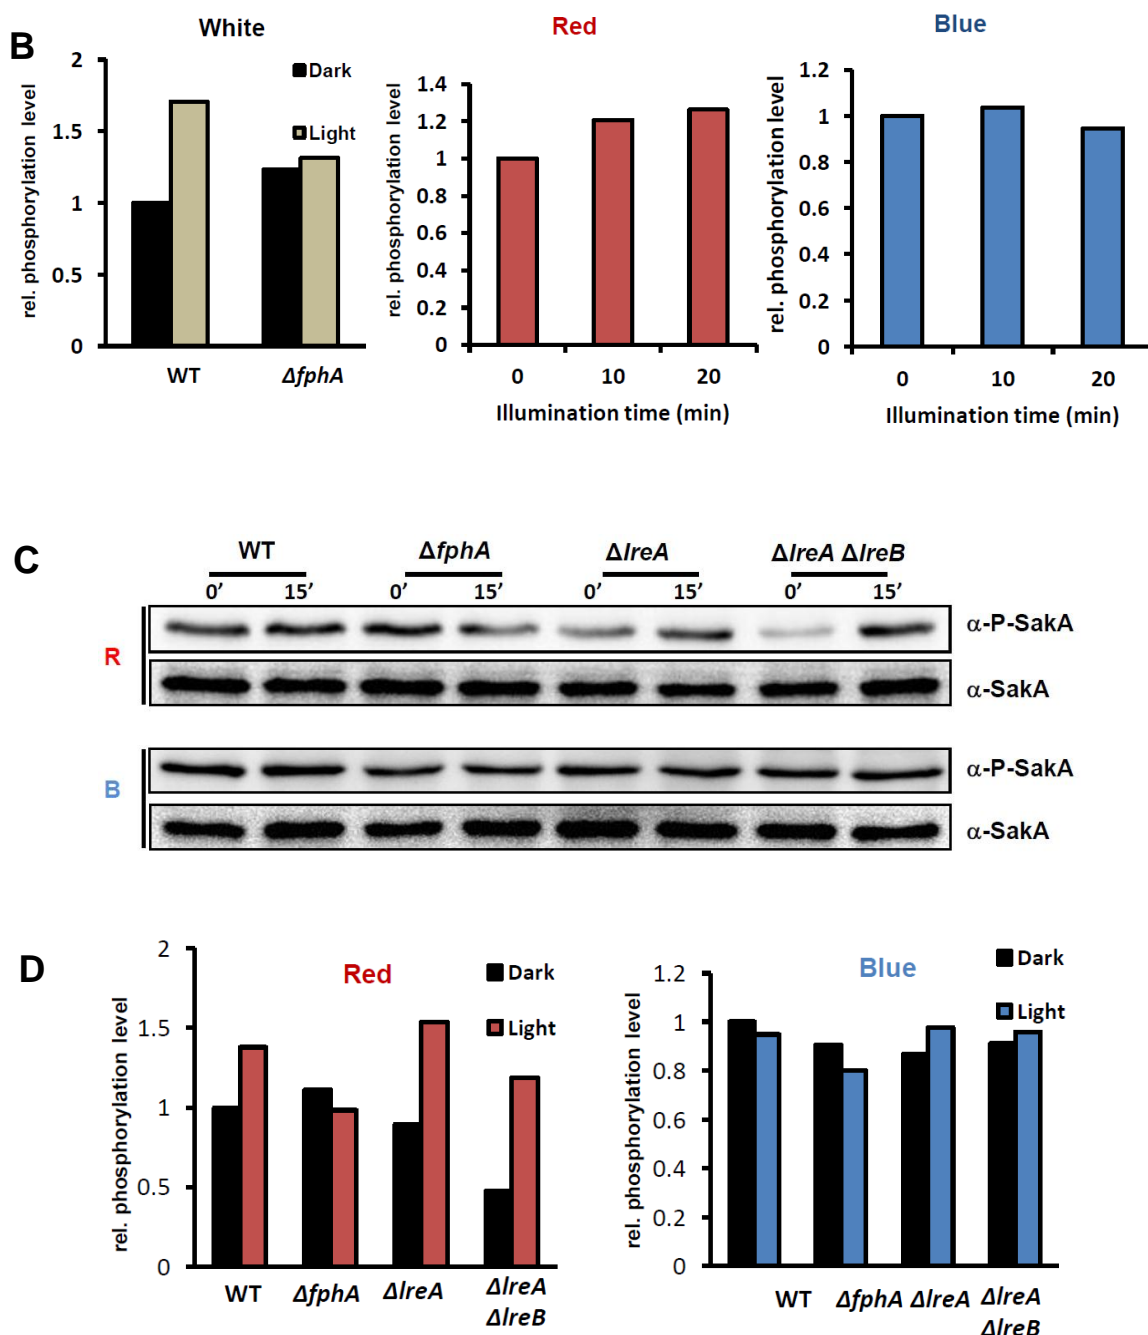 B
White
rel. phosphorylation level
2
1.5
1
0.5
0
Dark
Light
WT
ΔfphA
Red
rel. phosphorylation level
1.4
1.2
1
0.8
0.6
0.4
0.2
0
0 10 20
Illumination time (min)
Blue
rel. phosphorylation level
1.2
1
0.8
0.6
0.4
0.2
0
0 10 20
Illumination time (min)
C
WT ΔfphA ΔlreA ΔlreA ΔlreB
0’ 15’ 0’ 15’ 0’ 15’ 0’ 15’
R
α-P-SakA
α-SakA
B
α-P-SakA
α-SakA
D
Red
rel. phosphorylation level
2
1.5
1
0.5
0
Dark
Light
WT ΔfphA ΔlreA ΔlreA
ΔlreB
Blue
rel. phosphorylation level
1.2
1
0.8
0.6
0.4
0.2
0
Dark
Light
WT ΔfphA ΔlreA ΔlreA
ΔlreB